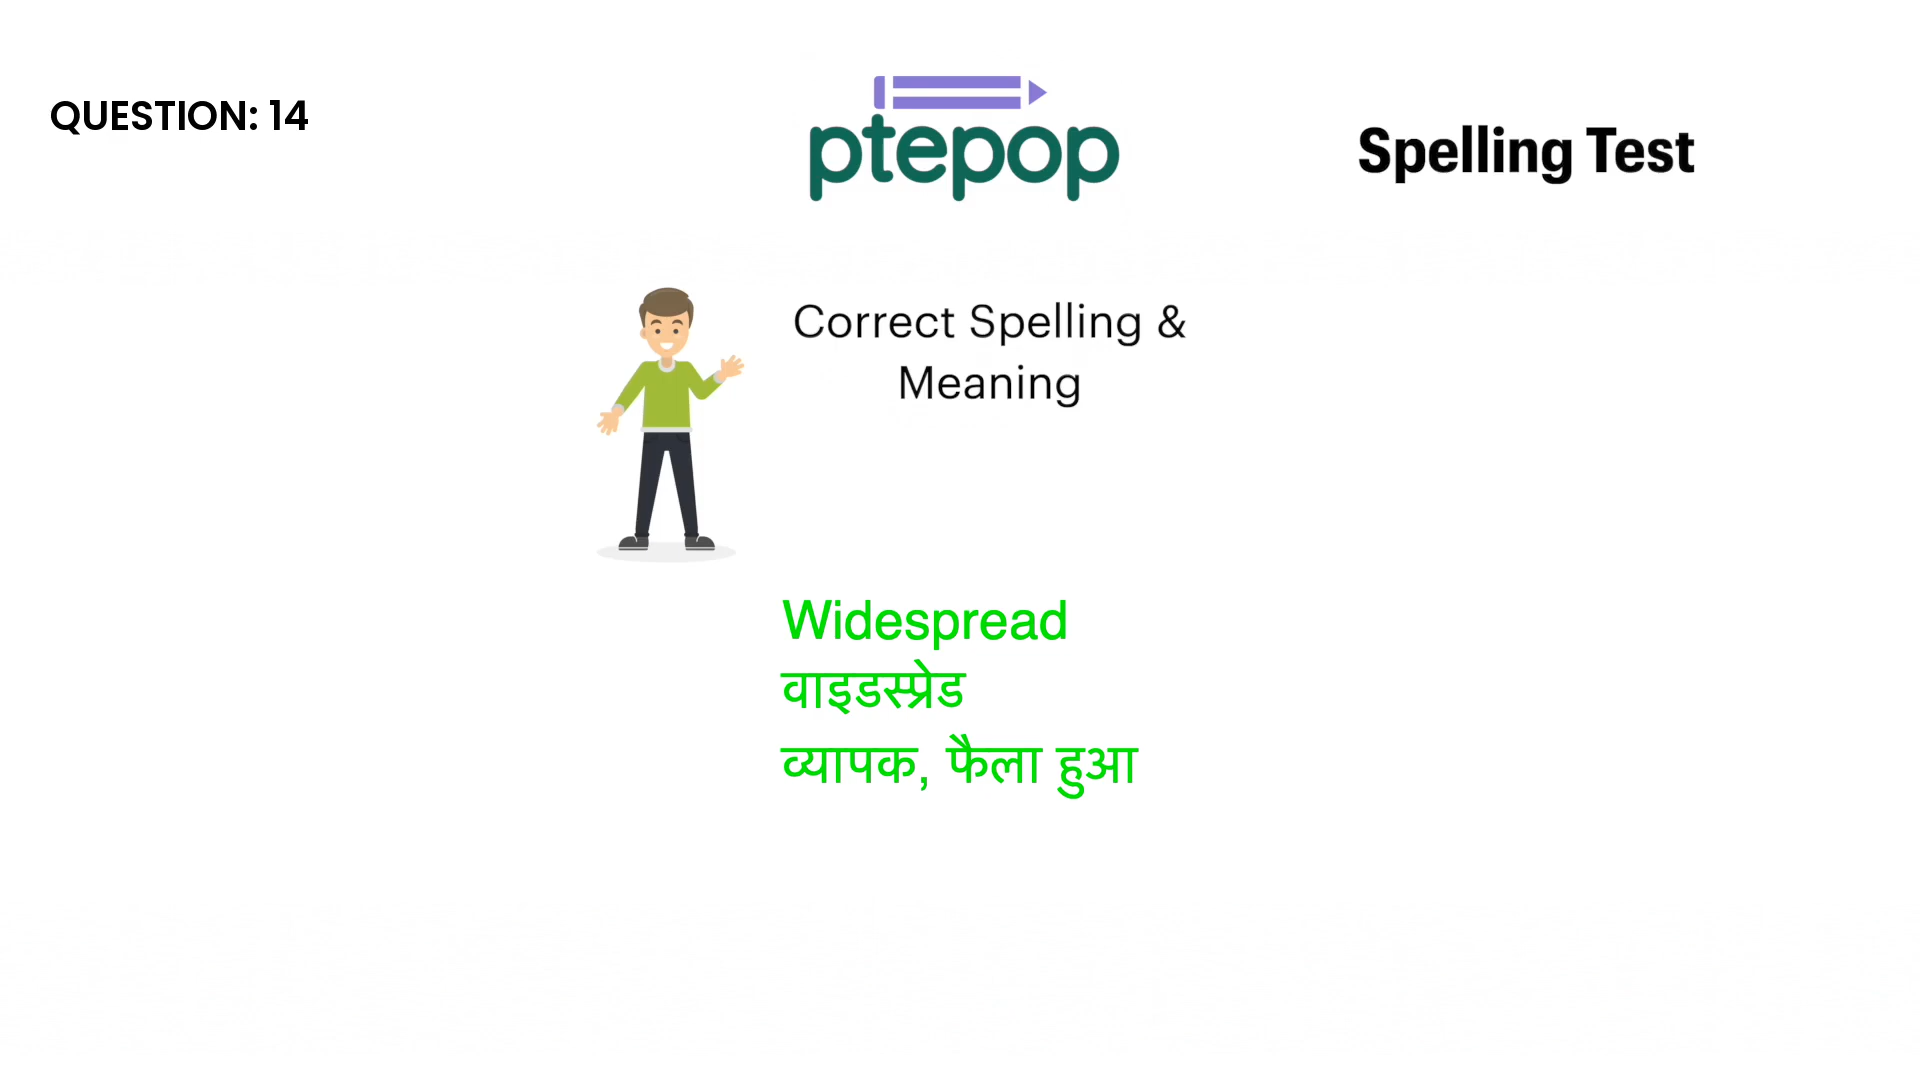 QUESTION: 14
ptepop
Spelling Test
Correct Spelling &
Meaning
Widespread
वाइडस्प्रेड
व्यापक, फैला हुआ